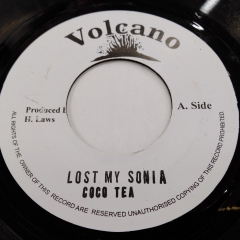 Volcano
Produced
H. Laws
A. Side
LOST MY SONIA
COCO TEA
ALL RIGHTS OF THE OWNER OF THIS RECORD ARE RESERVED UNAUTHORISED COPYING OF THIS RECORD PROHIBITED